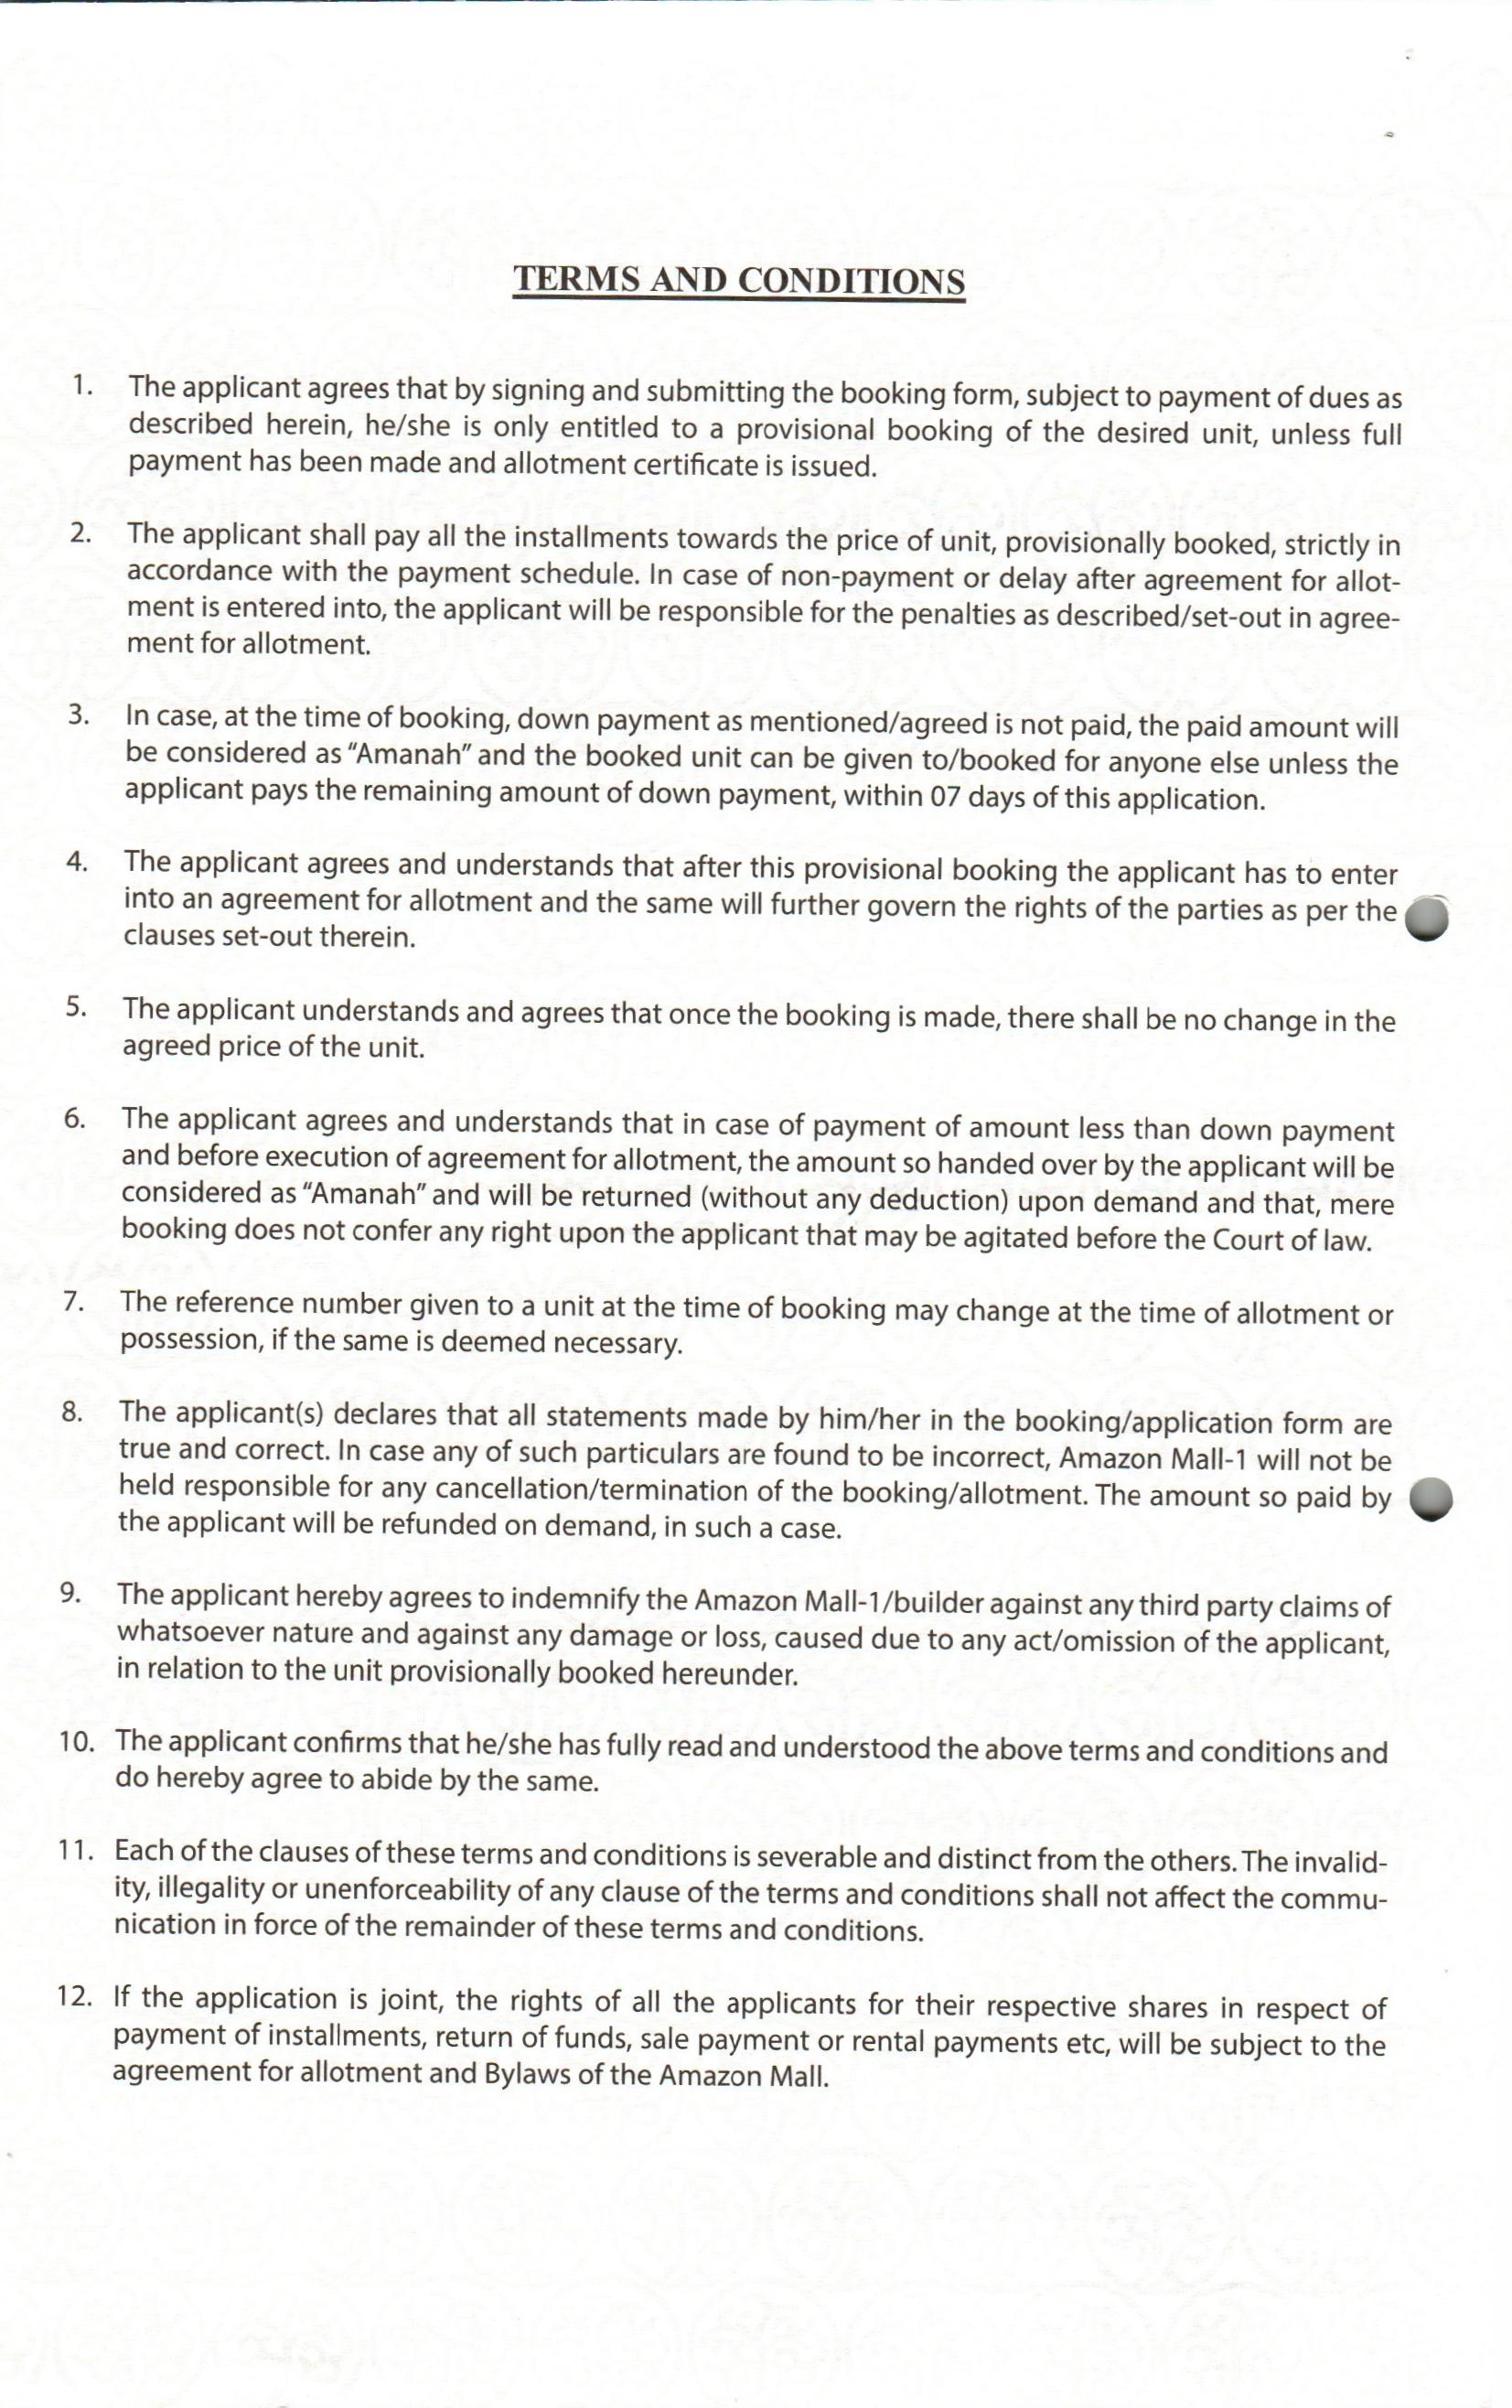 TERMS AND CONDITIONS
1. The applicant agrees that by signing and submitting the booking form, subject to payment of dues as
described herein, he/she is only entitled to a provisional booking of the desired unit, unless full
payment has been made and allotment certificate is issued.
2. The applicant shall pay all the installments towards the price of unit, provisionally booked, strictly in
accordance with the payment schedule. In case of non-payment or delay after agreement for allot-
ment is entered into, the applicant will be responsible for the penalties as described/set-out in agree-
ment for allotment.
3. In case, at the time of booking, down payment as mentioned/agreed is not paid, the paid amount will
be considered as “Amanah” and the booked unit can be given to/booked for anyone else unless the
applicant pays the remaining amount of down payment, within 07 days of this application.
4. The applicant agrees and understands that after this provisional booking the applicant has to enter
into an agreement for allotment and the same will further govern the rights of the parties as per the
clauses set-out therein.
5. The applicant understands and agrees that once the booking is made, there shall be no change in the
agreed price of the unit.
6. The applicant agrees and understands that in case of payment of amount less than down payment
and before execution of agreement for allotment, the amount so handed over by the applicant will be
considered as “Amanah” and will be returned (without any deduction) upon demand and that, mere
booking does not confer any right upon the applicant that may be agitated before the Court of law.
7. The reference number given to a unit at the time of booking may change at the time of allotment or
possession, if the same is deemed necessary.
8. The applicant(s) declares that all statements made by him/her in the booking/application form are
true and correct. In case any of such particulars are found to be incorrect, Amazon Mall-1 will not be
held responsible for any cancellation/termination of the booking/allotment. The amount so paid by
the applicant will be refunded on demand, in such a case.
9. The applicant hereby agrees to indemnify the Amazon Mall-1/builder against any third party claims of
whatsoever nature and against any damage or loss, caused due to any act/omission of the applicant,
in relation to the unit provisionally booked hereunder.
10. The applicant confirms that he/she has fully read and understood the above terms and conditions and
do hereby agree to abide by the same.
11. Each of the clauses of these terms and conditions is severable and distinct from the others. The invalid-
ity, illegality or unenforceability of any clause of the terms and conditions shall not affect the commu-
nication in force of the remainder of these terms and conditions.
12. If the application is joint, the rights of all the applicants for their respective shares in respect of
payment of installments, return of funds, sale payment or rental payments etc, will be subject to the
agreement for allotment and Bylaws of the Amazon Mall.